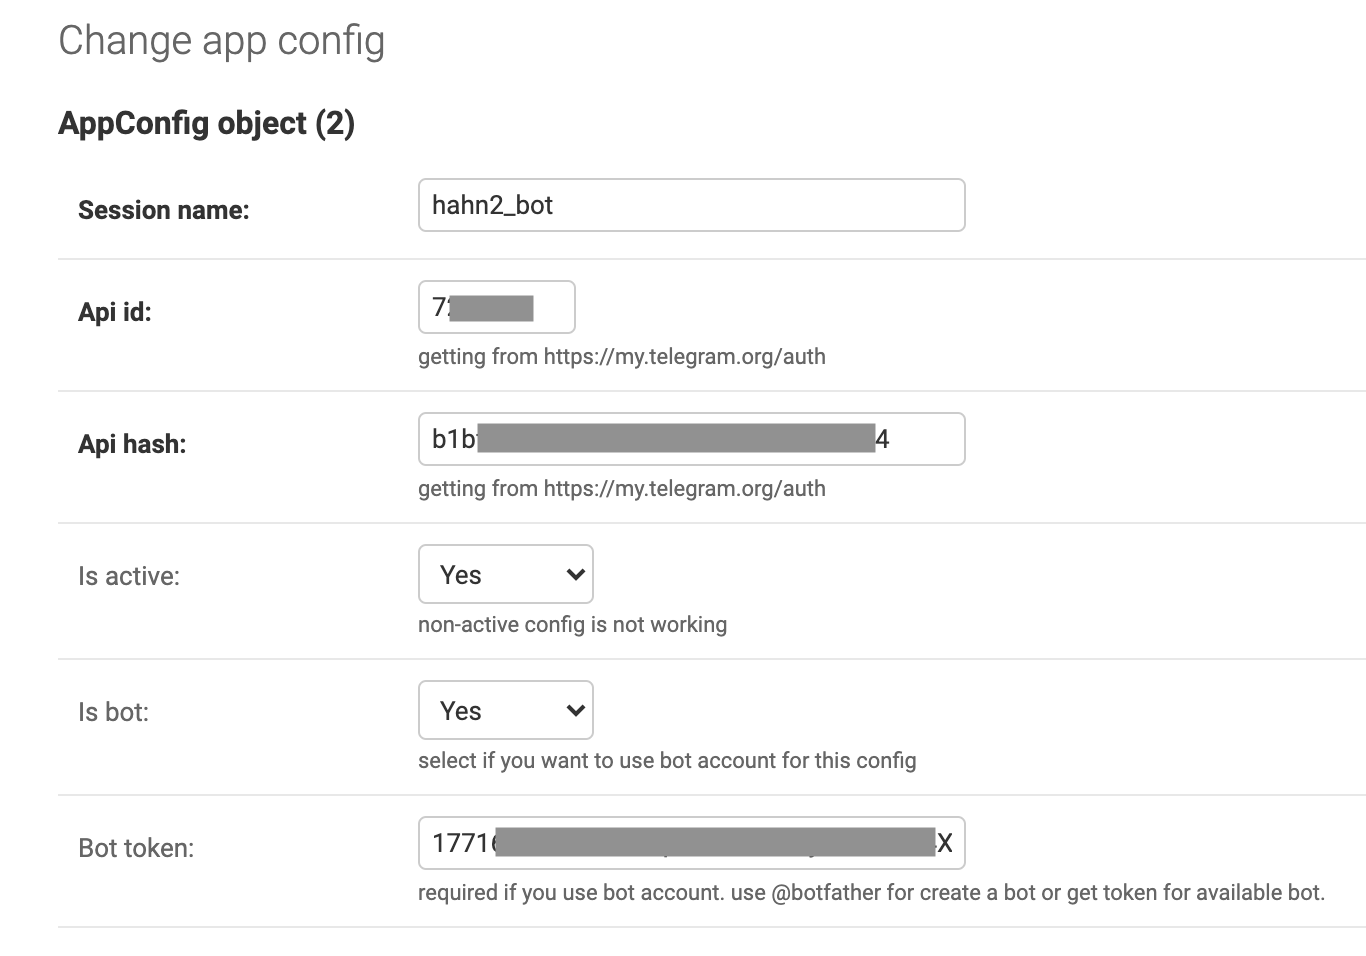 Change app config
AppConfig object (2)
Session name:
hahn2_bot
Api id:
7
getting from https://my.telegram.org/auth
Api hash:
b1b 4
getting from https://my.telegram.org/auth
Is active:
Yes
non-active config is not working
Is bot:
Yes
select if you want to use bot account for this config
Bot token:
1771 X
required if you use bot account. use @botfather for create a bot or get token for available bot.